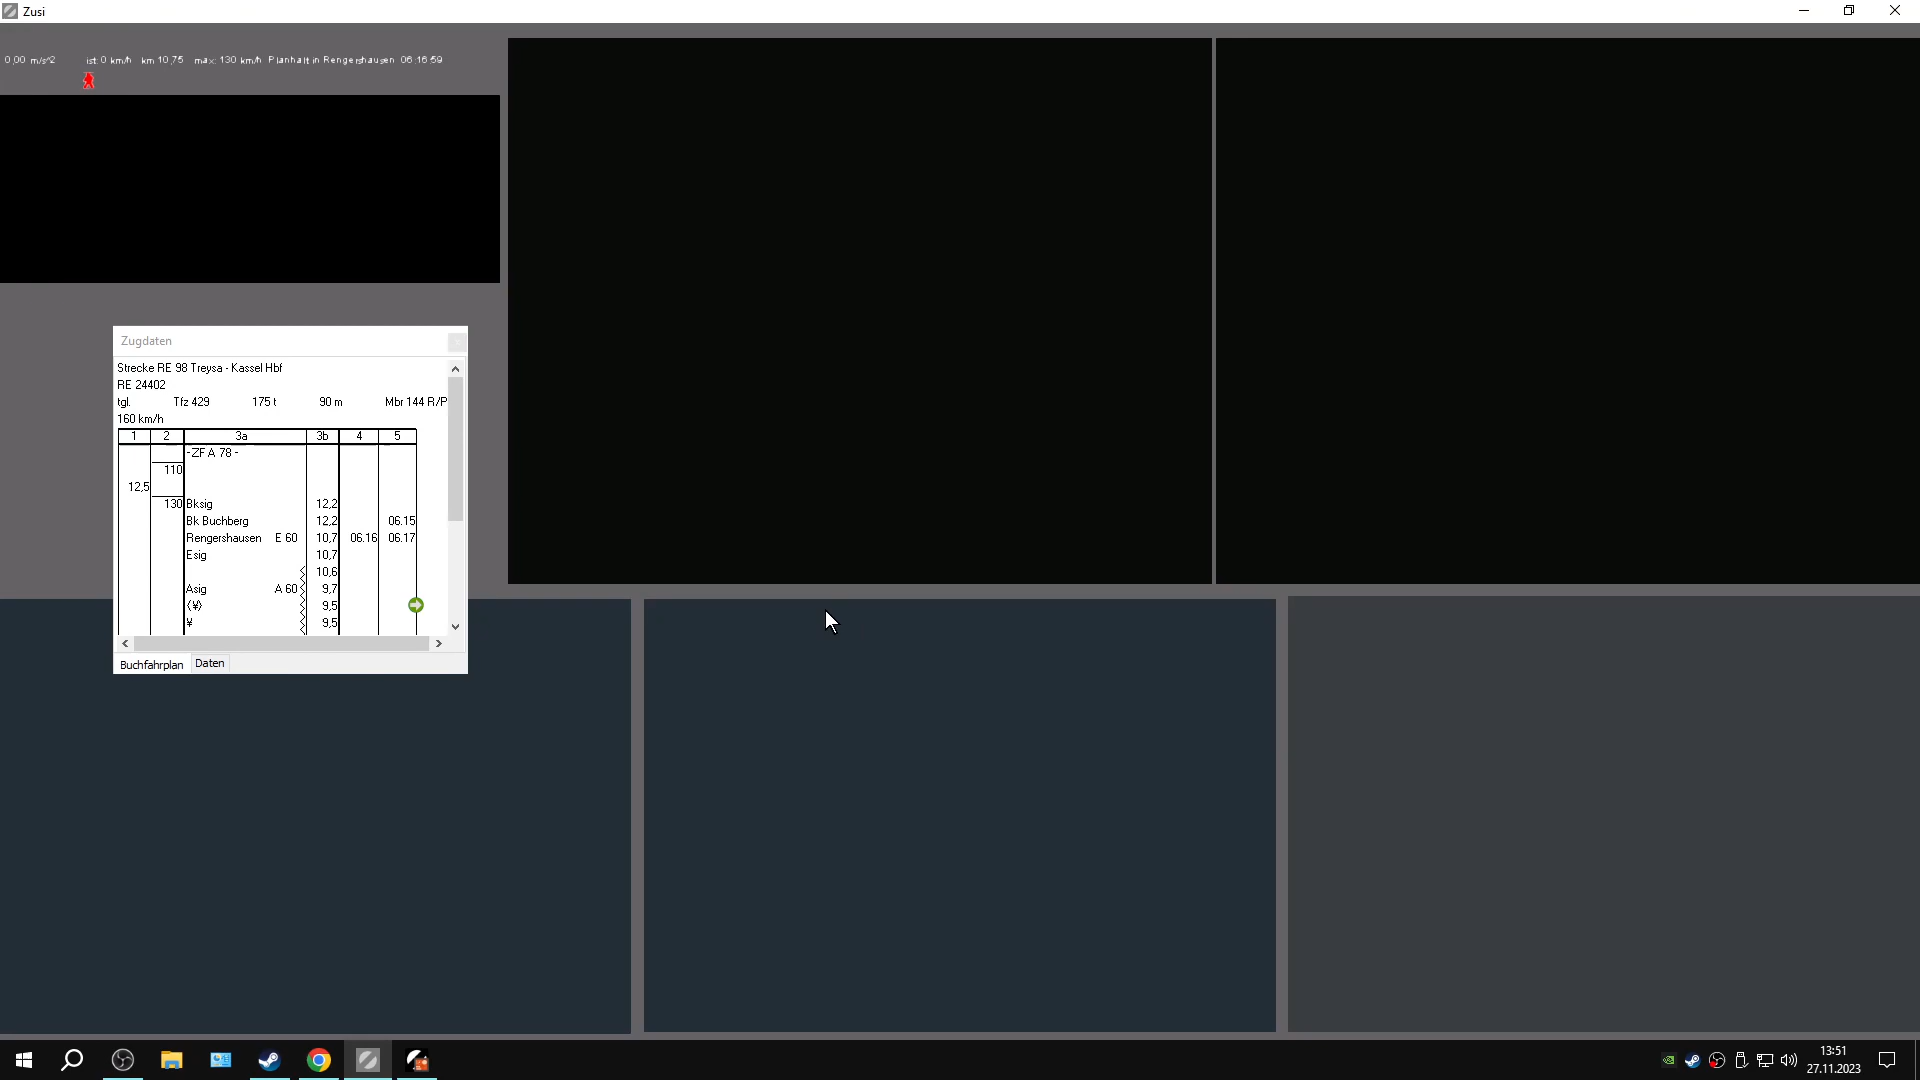 Zusi
0,00 m/s^2 ist: 0 km/h km 10,75 max: 130 km/h Planhalt in Rengershausen 06:16:59
Zugdaten
Strecke RE 98 Treysa - Kassel Hbf
RE 24402
tgl. Tfz 429 175 t 90 m Mbr 144 R/P
160 km/h
1 2 3a 3b 4 5
-ZF A 78 -
110
12,5
130 Bksig 12,2
Bk Buchberg 12,2 06.15
Rengershausen E 60 10,7 06.16 06.17
Esig 10,7
10,6
Asig A 60 9,7
(¥) 9,5
¥ 9,5
Buchfahrplan Daten
13:51
27.11.2023